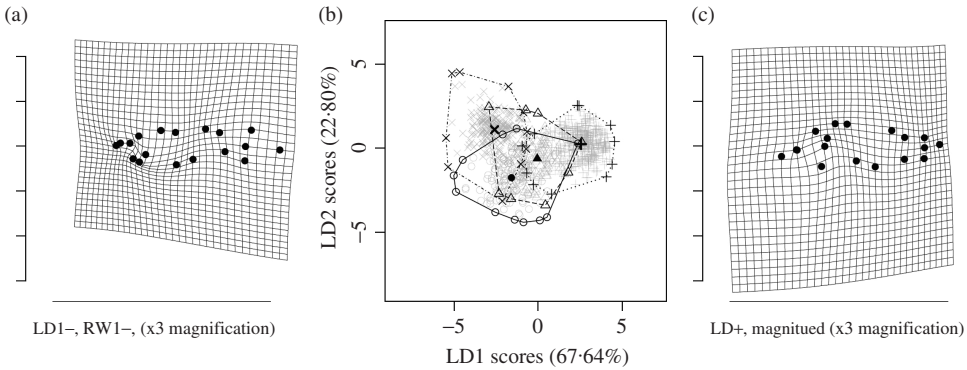 (a)
(b)
(c)
LD2 scores (22·80%)
5
0
−5
−5
0
5
LD1 scores (67·64%)
LD1−, RW1−, (x3 magnification)
LD+, magnitued (x3 magnification)